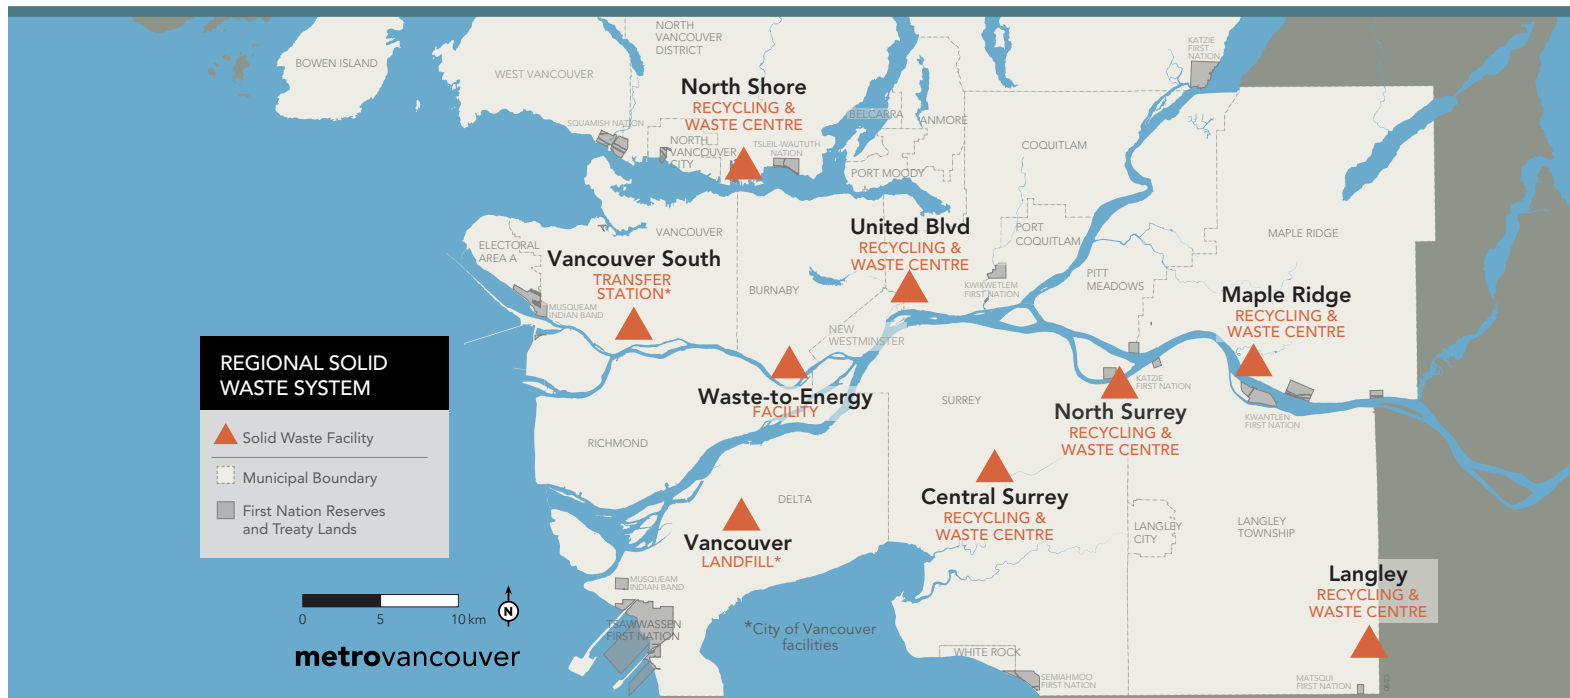 BOWEN ISLAND
WEST VANCOUVER
NORTH
VANCOUVER
DISTRICT
KATZIE
FIRST
NATION
North Shore
RECYCLING &
WASTE CENTRE
SQUAMISH NATION
NORTH
VANCOUVER
CITY
TSLEIL-WAUTUTH
NATION
BELCARRA
ANMORE
PORT MOODY
COQUITLAM
ELECTORAL
AREA A
VANCOUVER
Vancouver South
TRANSFER
STATION*
MUSQUEAM
INDIAN BAND
BURNABY
United Blvd
RECYCLING &
WASTE CENTRE
PORT
COQUITLAM
KWIKWETLEM
FIRST NATION
PITT
MEADOWS
MAPLE RIDGE
Maple Ridge
RECYCLING &
WASTE CENTRE
NEW
WESTMINSTER
REGIONAL SOLID
WASTE SYSTEM
Solid Waste Facility
Municipal Boundary
First Nation Reserves
and Treaty Lands
Waste-to-Energy
FACILITY
SURREY
KATZIE
FIRST NATION
North Surrey
RECYCLING &
WASTE CENTRE
KWANTLEN
FIRST NATION
RICHMOND
DELTA
Central Surrey
RECYCLING &
WASTE CENTRE
LANGLEY
CITY
LANGLEY
TOWNSHIP
Vancouver
LANDFILL*
Langley
RECYCLING &
WASTE CENTRE
MUSQUEAM
INDIAN BAND
TSAWWASSEN
FIRST NATION
*City of Vancouver
facilities
0 5 10 km
N
metrovancouver
WHITE ROCK
SEMIAHMOO
FIRST NATION
MATSQUI
FIRST NATION